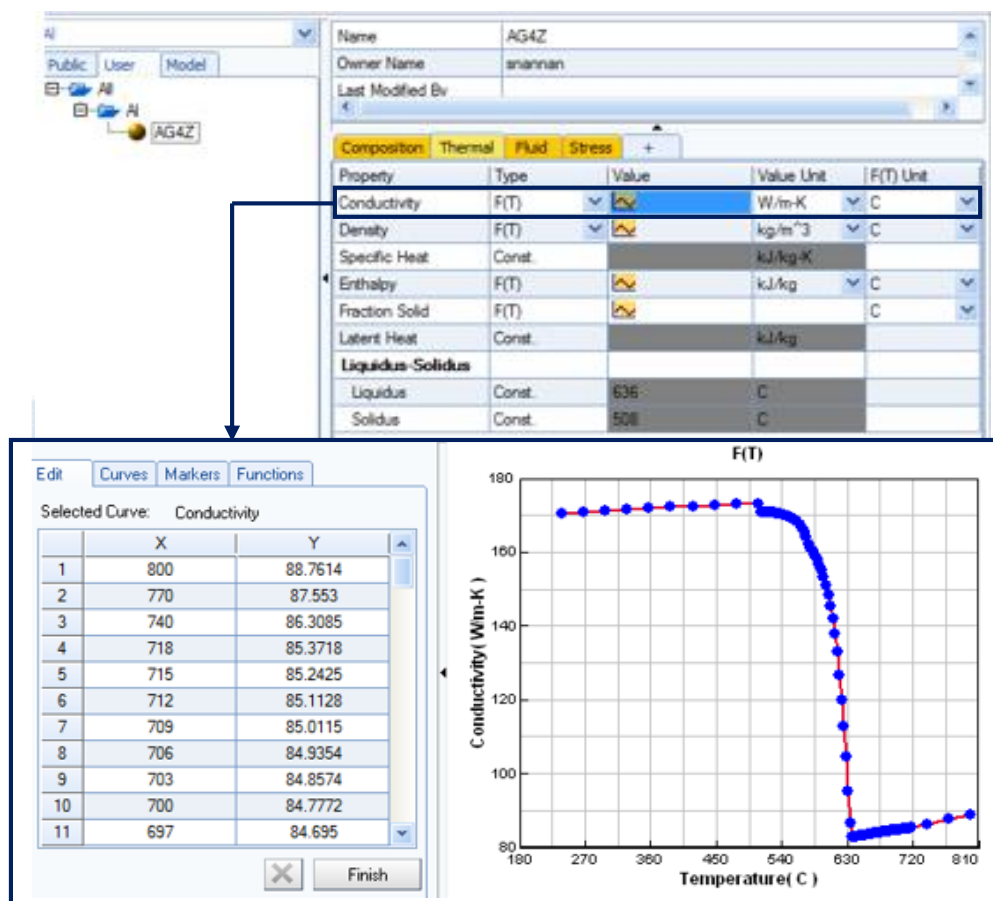 Al
Public User Model
All
Al
AG4Z
Name AG4Z
Owner Name snannan
Last Modified By
Composition Thermal Fluid Stress +
Property Type Value Value Unit F(T) Unit
Conductivity F(T) W/m-K C
Density F(T) kg/m^3 C
Specific Heat Const. kJ/kg-K
Enthalpy F(T) kJ/kg C
Fraction Solid F(T) C
Latent Heat Const. kJ/kg
Liquidus-Solidus
Liquidus Const. 636 C
Solidus Const. 508 C
Edit Curves Markers Functions
Selected Curve: Conductivity
X Y
1 800 88.7614
2 770 87.553
3 740 86.3085
4 718 85.3718
5 715 85.2425
6 712 85.1128
7 709 85.0115
8 706 84.9354
9 703 84.8574
10 700 84.7772
11 697 84.695
Finish
F(T)
180
160
140
120
100
80
180 270 360 450 540 630 720 810
Conductivity( W/m-K )
Temperature( C )